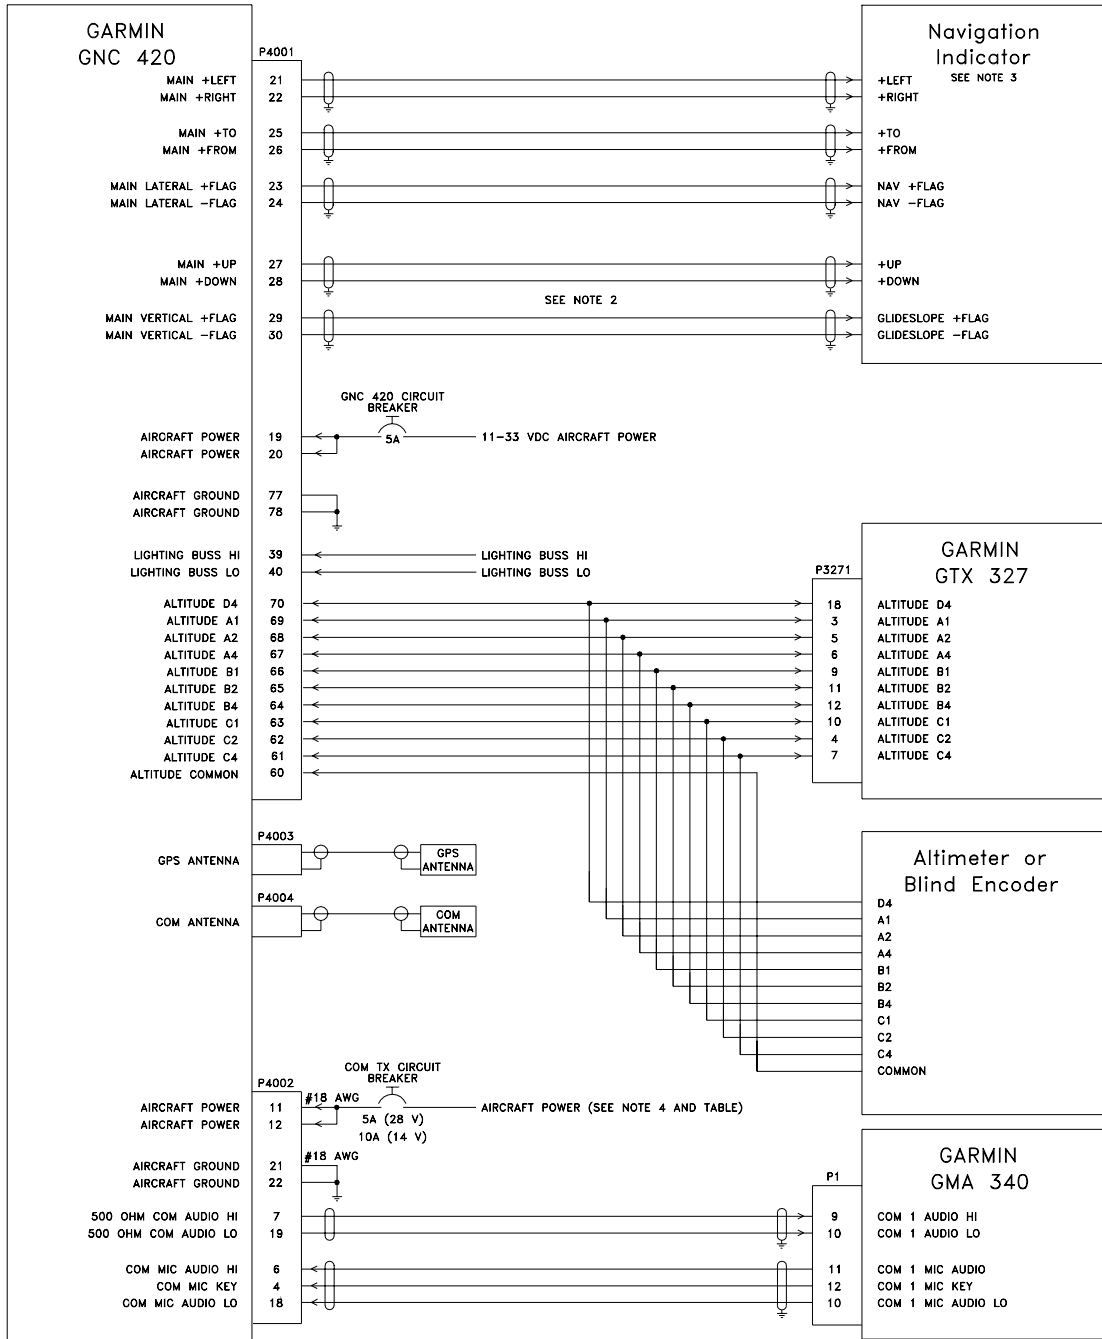 GARMIN
GNC 420
P4001
MAIN +LEFT 21
MAIN +RIGHT 22
MAIN +TO 25
MAIN +FROM 26
MAIN LATERAL +FLAG 23
MAIN LATERAL -FLAG 24
MAIN +UP 27
MAIN +DOWN 28
MAIN VERTICAL +FLAG 29
MAIN VERTICAL -FLAG 30
SEE NOTE 2
Navigation
Indicator
SEE NOTE 3
+LEFT
+RIGHT
+TO
+FROM
NAV +FLAG
NAV -FLAG
+UP
+DOWN
GLIDESLOPE +FLAG
GLIDESLOPE -FLAG
GNC 420 CIRCUIT
BREAKER
AIRCRAFT POWER 19 5A 11-33 VDC AIRCRAFT POWER
AIRCRAFT POWER 20
AIRCRAFT GROUND 77
AIRCRAFT GROUND 78
LIGHTING BUSS HI 39 LIGHTING BUSS HI
LIGHTING BUSS LO 40 LIGHTING BUSS LO
GARMIN
GTX 327
P3271
ALTITUDE D4 70 18 ALTITUDE D4
ALTITUDE A1 69 3 ALTITUDE A1
ALTITUDE A2 68 5 ALTITUDE A2
ALTITUDE A4 67 6 ALTITUDE A4
ALTITUDE B1 66 9 ALTITUDE B1
ALTITUDE B2 65 11 ALTITUDE B2
ALTITUDE B4 64 12 ALTITUDE B4
ALTITUDE C1 63 10 ALTITUDE C1
ALTITUDE C2 62 4 ALTITUDE C2
ALTITUDE C4 61 7 ALTITUDE C4
ALTITUDE COMMON 60
P4003
GPS ANTENNA
GPS
ANTENNA
P4004
COM ANTENNA
COM
ANTENNA
Altimeter or
Blind Encoder
D4
A1
A2
A4
B1
B2
B4
C1
C2
C4
COMMON
COM TX CIRCUIT
BREAKER
P4002
#18 AWG
AIRCRAFT POWER 11 AIRCRAFT POWER (SEE NOTE 4 AND TABLE)
AIRCRAFT POWER 12
5A (28 V)
10A (14 V)
#18 AWG
AIRCRAFT GROUND 21
AIRCRAFT GROUND 22
GARMIN
GMA 340
P1
500 OHM COM AUDIO HI 7 9 COM 1 AUDIO HI
500 OHM COM AUDIO LO 19 10 COM 1 AUDIO LO
COM MIC AUDIO HI 6 11 COM 1 MIC AUDIO
COM MIC KEY 4 12 COM 1 MIC KEY
COM MIC AUDIO LO 18 10 COM 1 MIC AUDIO LO